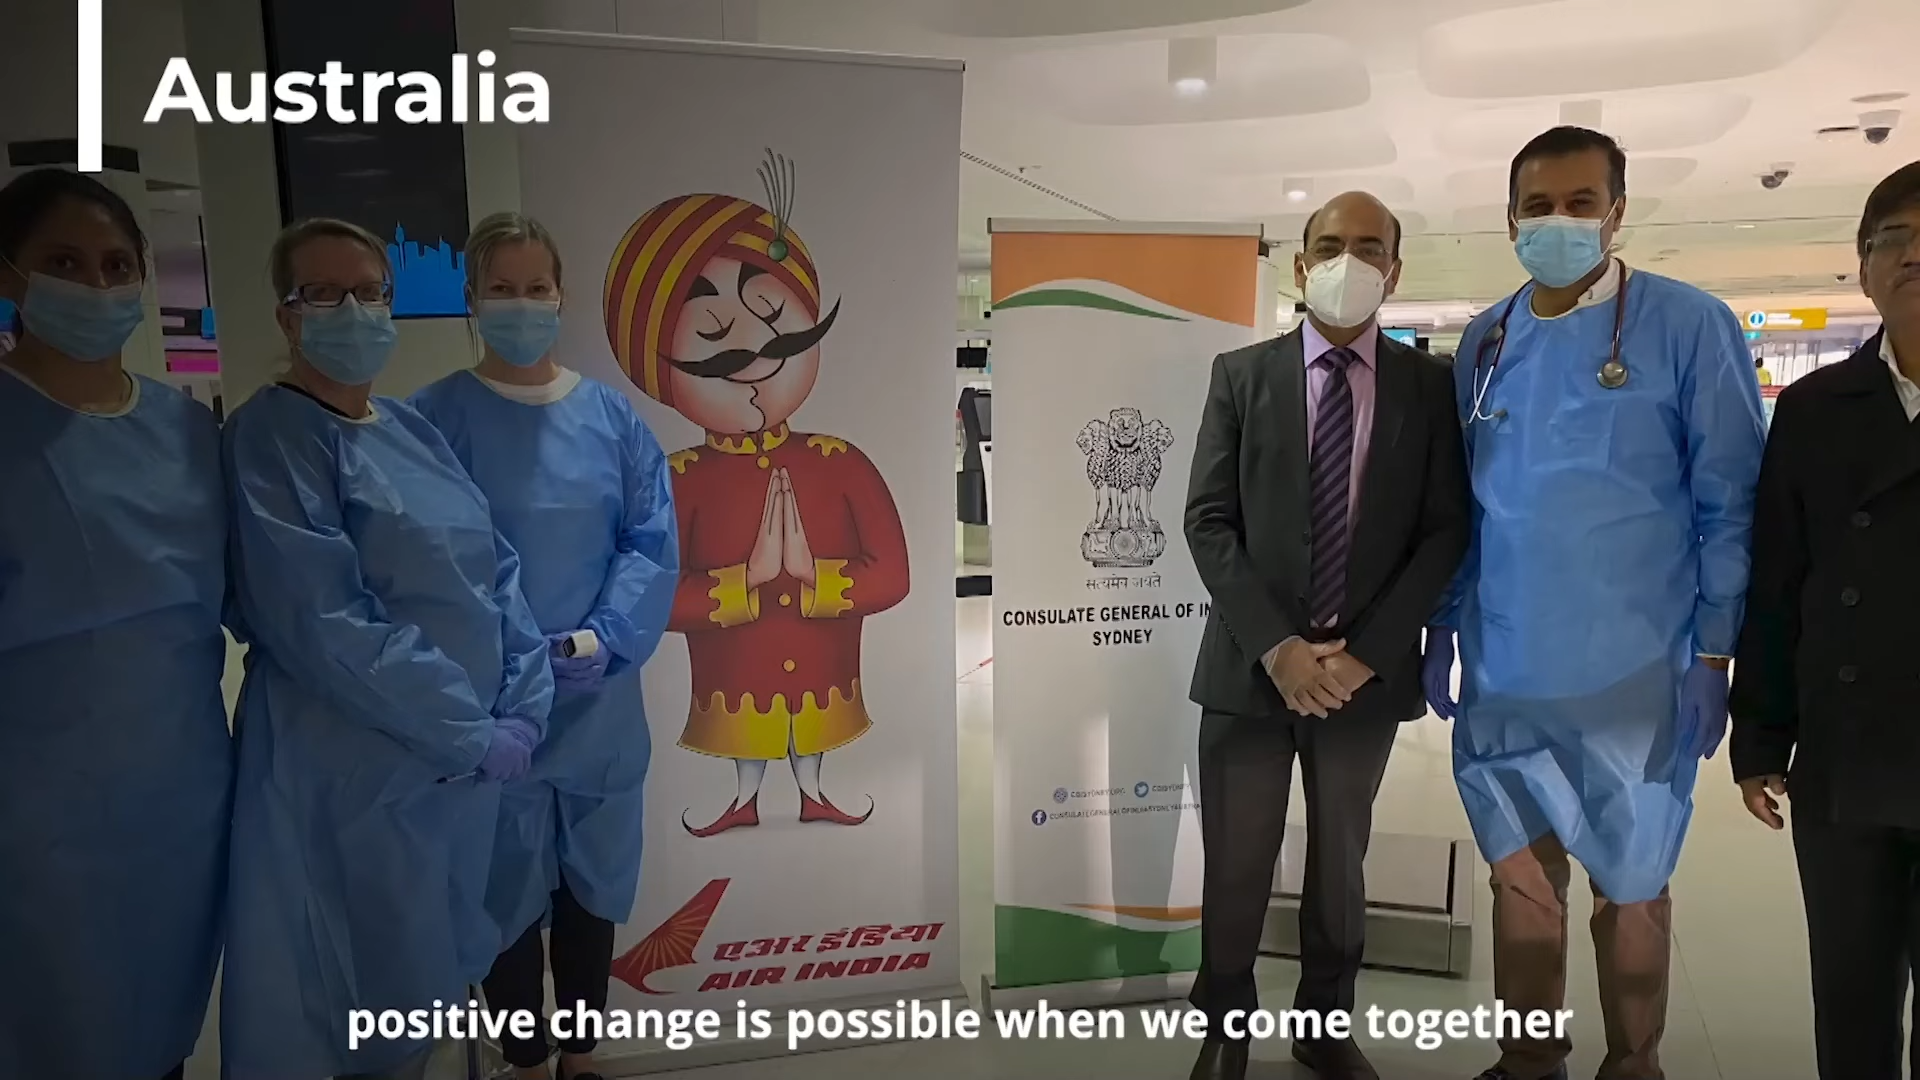 Australia
सत्यमेव जयते
CONSULATE GENERAL OF
SYDNEY
एअर इंडिया
AIR INDIA
positive change is possible when we come together